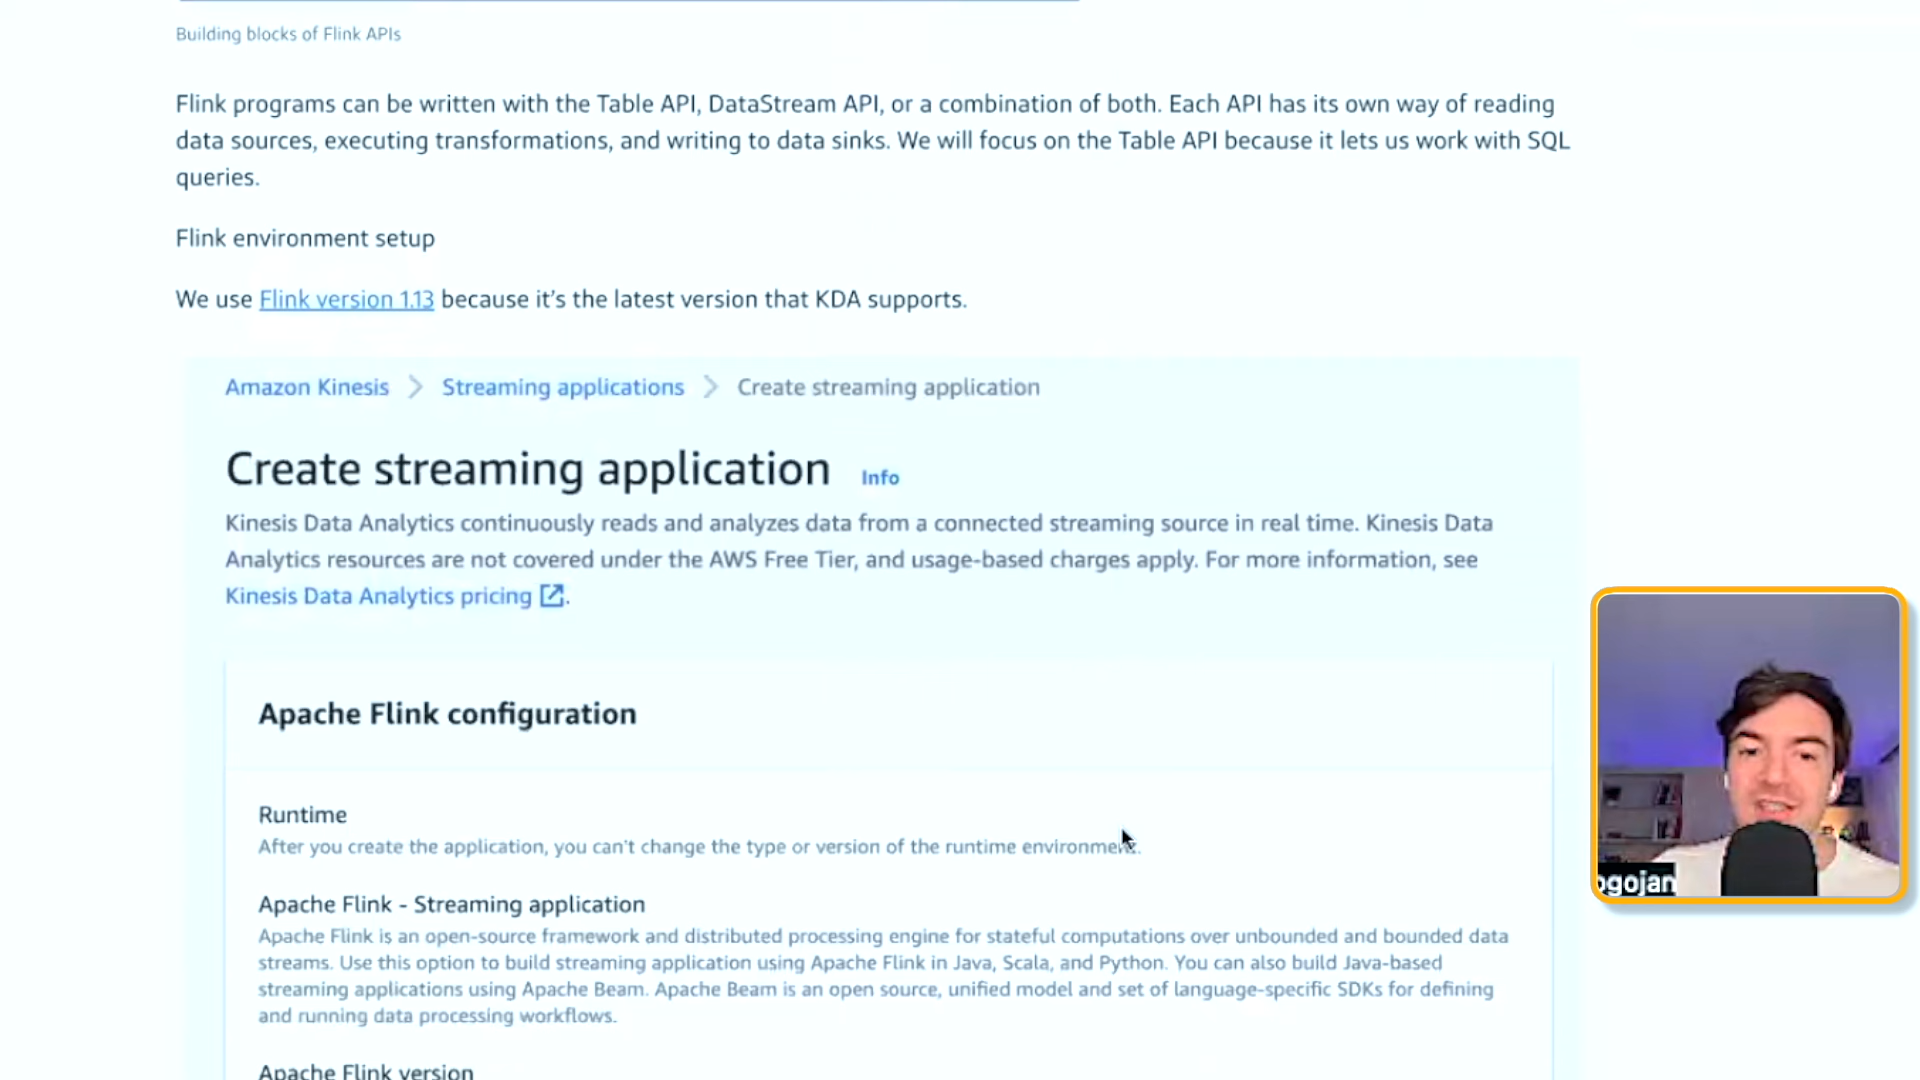 Building blocks of Flink APIs
Flink programs can be written with the Table API, DataStream API, or a combination of both. Each API has its own way of reading
data sources, executing transformations, and writing to data sinks. We will focus on the Table API because it lets us work with SQL
queries.
Flink environment setup
We use Flink version 1.13 because it's the latest version that KDA supports.
Amazon Kinesis > Streaming applications > Create streaming application
Create streaming application Info
Kinesis Data Analytics continuously reads and analyzes data from a connected streaming source in real time. Kinesis Data
Analytics resources are not covered under the AWS Free Tier, and usage-based charges apply. For more information, see
Kinesis Data Analytics pricing.
Apache Flink configuration
Runtime
After you create the application, you can't change the type or version of the runtime environment.
Apache Flink - Streaming application
Apache Flink is an open-source framework and distributed processing engine for stateful computations over unbounded and bounded data
streams. Use this option to build streaming application using Apache Flink in Java, Scala, and Python. You can also build Java-based
streaming applications using Apache Beam. Apache Beam is an open source, unified model and set of language-specific SDKs for defining
and running data processing workflows.
Apache Flink version
ogojan